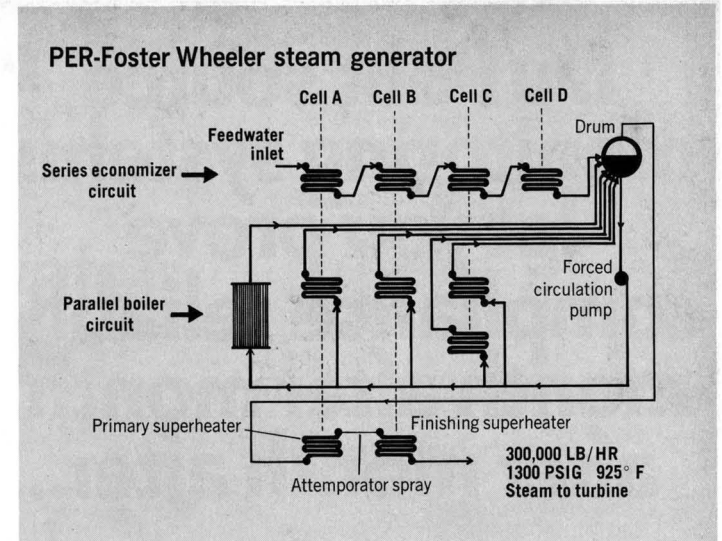 PER-Foster Wheeler steam generator
Cell A Cell B Cell C Cell D
Drum
Feedwater
inlet
Series economizer
circuit
Forced
circulation
pump
Parallel boiler
circuit
Primary superheater
Finishing superheater
Attemporator spray
300,000 LB/HR
1300 PSIG 925° F
Steam to turbine